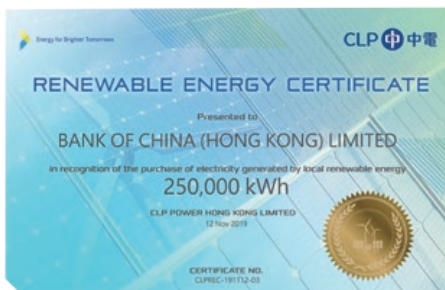 Energy for Brighter Tomorrows
CLP 中電
RENEWABLE ENERGY CERTIFICATE
Presented to
BANK OF CHINA (HONG KONG) LIMITED
in recognition of the purchase of electricity generated by local renewable energy
250,000 kWh
CLP POWER HONG KONG LIMITED
12 Nov 2019
CERTIFICATE NO.
CLPREC-191112-03